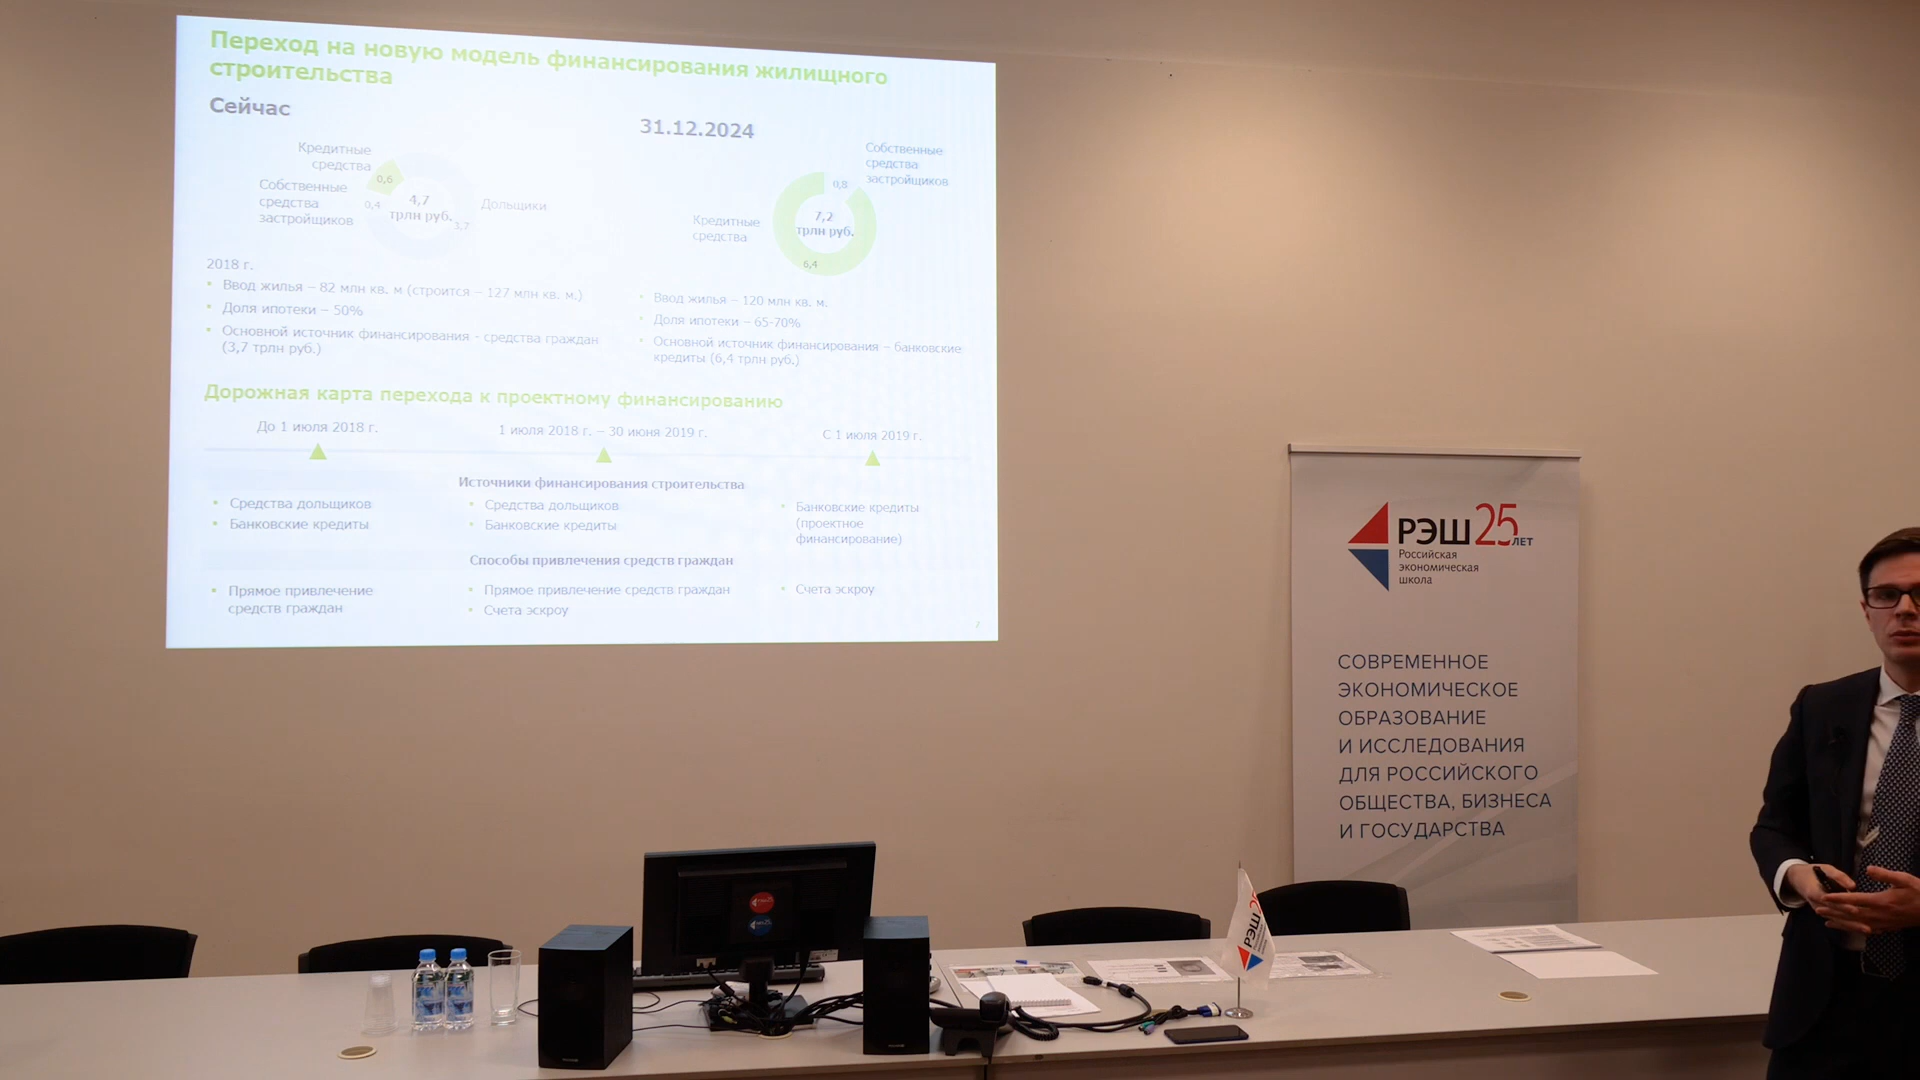 Переход на новую модель финансирования жилищного
строительства
Сейчас
31.12.2024
Кредитные
средства
Собственные
средства
застройщиков
0,6
0,4
4,7
трлн руб.
3,7
Дольщики
Собственные
средства
застройщиков
Кредитные
средства
0,8
7,2
трлн руб.
6,4
2018 г.
• Ввод жилья – 82 млн кв. м (строится – 127 млн кв. м.)
• Доля ипотеки – 50%
• Основной источник финансирования - средства граждан
(3,7 трлн руб.)
• Ввод жилья – 120 млн кв. м.
• Доля ипотеки – 65-70%
• Основной источник финансирования – банковские
кредиты (6,4 трлн руб.)
Дорожная карта перехода к проектному финансированию
До 1 июля 2018 г.
1 июля 2018 г. – 30 июня 2019 г.
С 1 июля 2019 г.
Источники финансирования строительства
• Средства дольщиков
• Банковские кредиты
• Средства дольщиков
• Банковские кредиты
• Банковские кредиты
(проектное
финансирование)
Способы привлечения средств граждан
• Прямое привлечение
средств граждан
• Прямое привлечение средств граждан
• Счета эскроу
• Счета эскроу
РЭШ 25 ЛЕТ
Российская
экономическая
школа
СОВРЕМЕННОЕ
ЭКОНОМИЧЕСКОЕ
ОБРАЗОВАНИЕ
И ИССЛЕДОВАНИЯ
ДЛЯ РОССИЙСКОГО
ОБЩЕСТВА, БИЗНЕСА
И ГОСУДАРСТВА
РЭШ